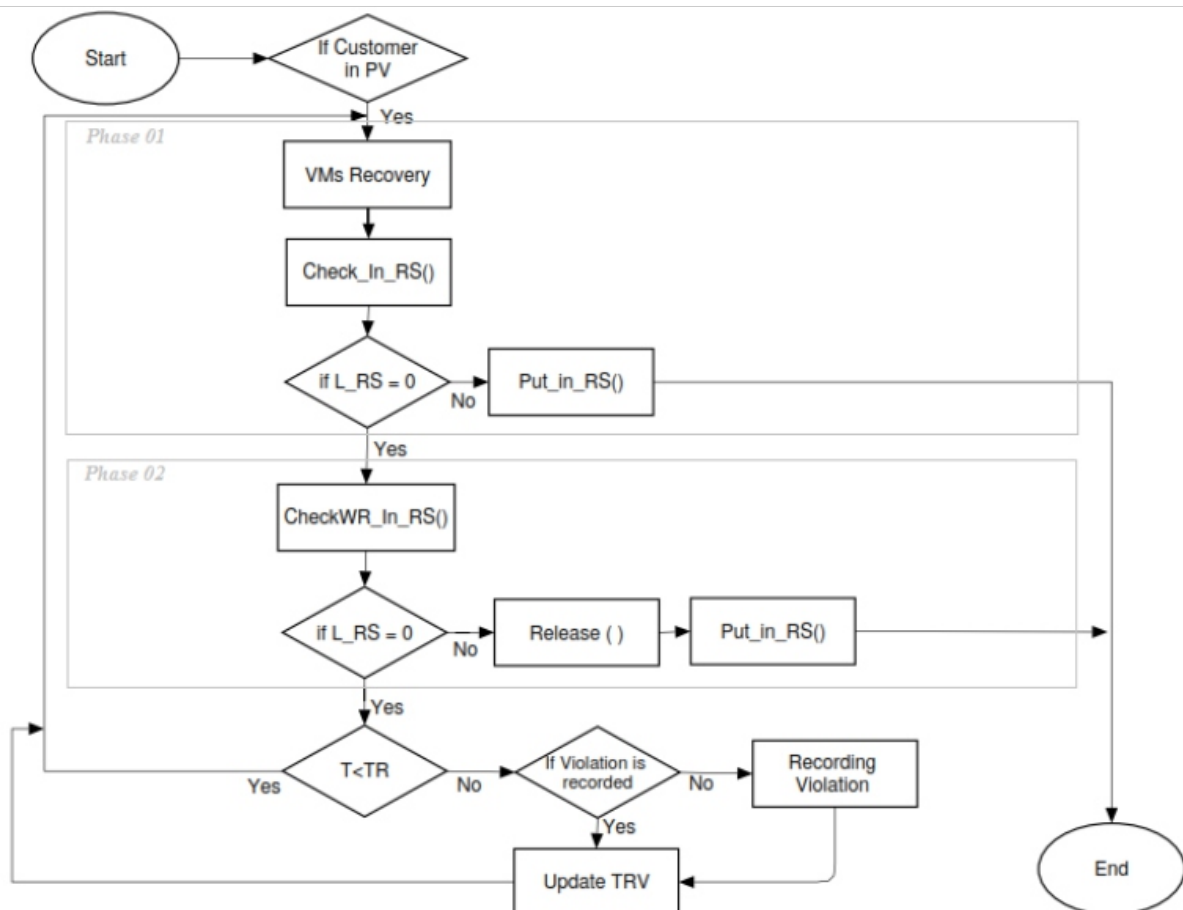 Start
If Customer
in PV
Yes
Phase 01
VMs Recovery
Check_In_RS()
if L_RS = 0
No
Put_in_RS()
Yes
Phase 02
CheckWR_In_RS()
if L_RS = 0
No
Release ( )
Put_in_RS()
Yes
T<TR
Yes
No
If Violation is
recorded
No
Recording
Violation
Yes
Update TRV
End